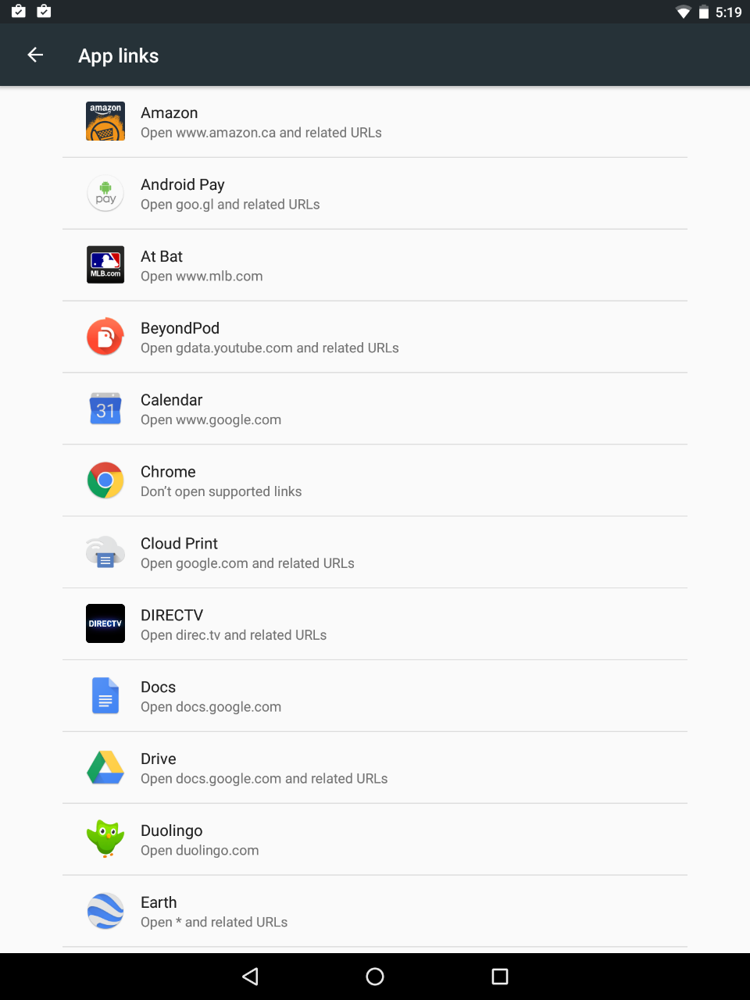 5:19
App links
amazon
Amazon
Open www.amazon.ca and related URLs
pay
Android Pay
Open goo.gl and related URLs
MLB.com
At Bat
Open www.mlb.com
BeyondPod
Open gdata.youtube.com and related URLs
31
Calendar
Open www.google.com
Chrome
Don’t open supported links
Cloud Print
Open google.com and related URLs
DIRECTV
DIRECTV
Open direc.tv and related URLs
Docs
Open docs.google.com
Drive
Open docs.google.com and related URLs
Duolingo
Open duolingo.com
Earth
Open * and related URLs